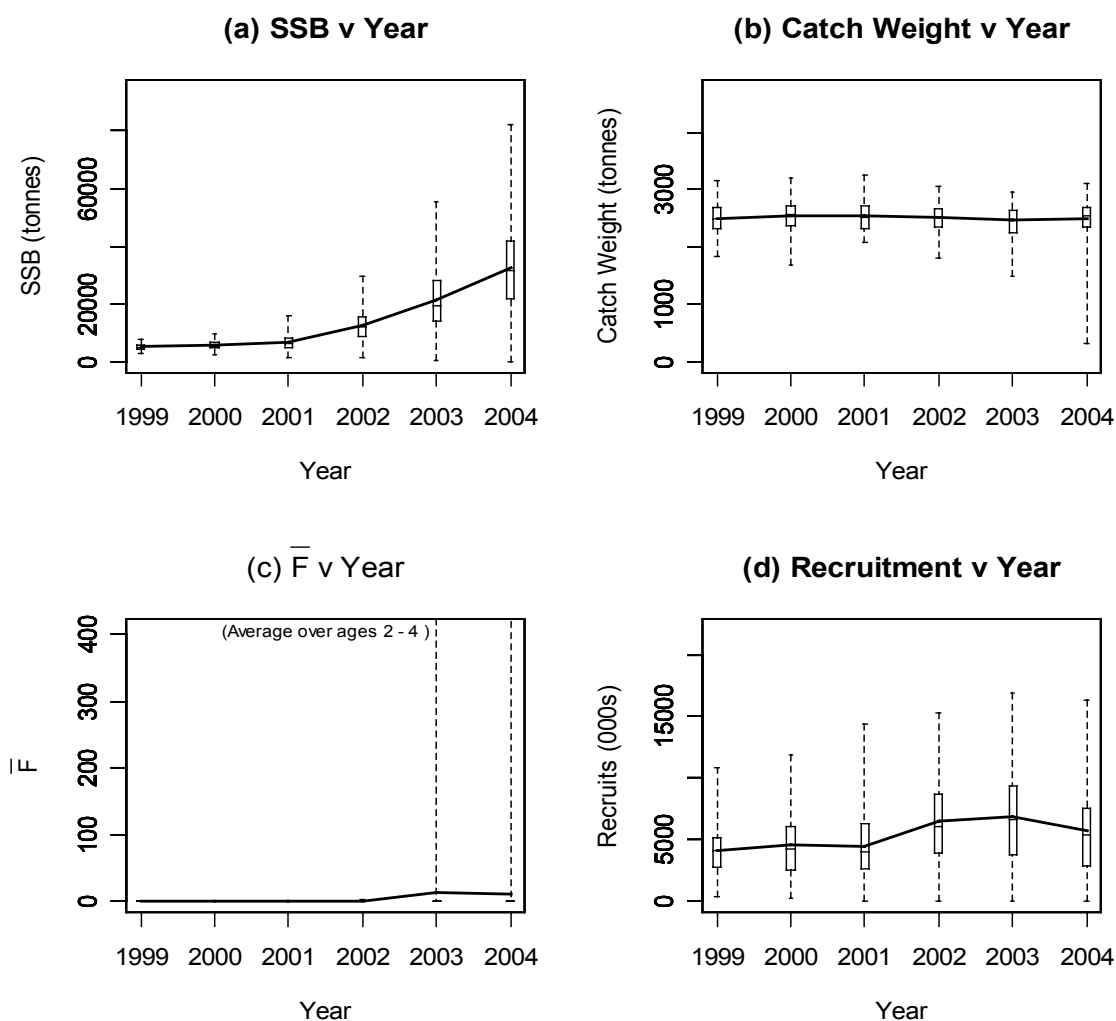 (a) SSB v Year
SSB (tonnes)
0 20000 60000
1999 2000 2001 2002 2003 2004
Year
(b) Catch Weight v Year
Catch Weight (tonnes)
0 1000 3000
1999 2000 2001 2002 2003 2004
Year
(c) F̅ v Year
(Average over ages 2 - 4 )
F̅
0 100 200 300 400
1999 2000 2001 2002 2003 2004
Year
(d) Recruitment v Year
Recruits (000s)
0 5000 15000
1999 2000 2001 2002 2003 2004
Year